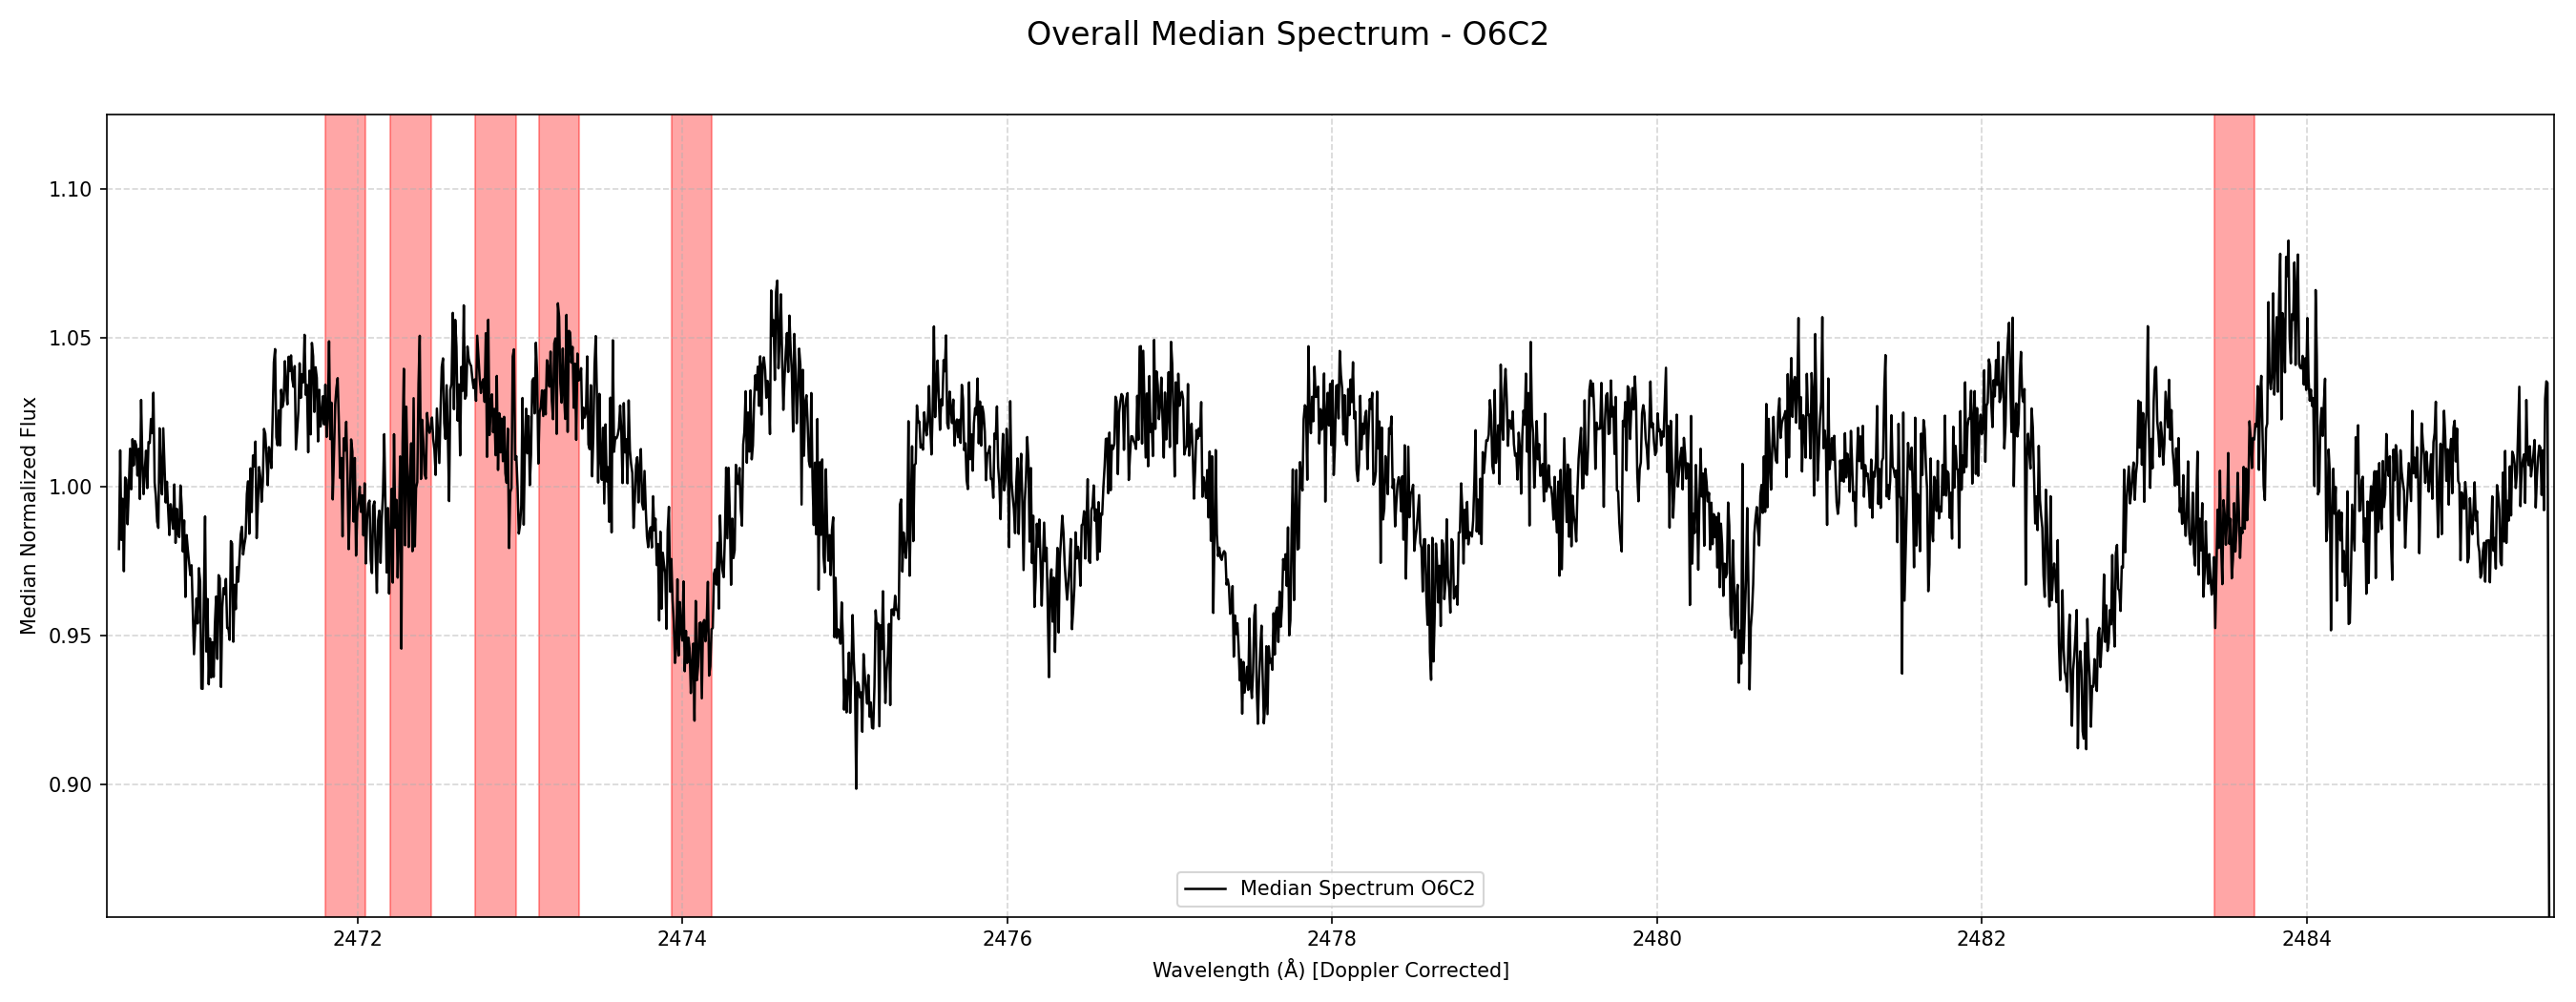 Overall Median Spectrum - O6C2
Median Normalized Flux
1.10
1.05
1.00
0.95
0.90
Median Spectrum O6C2
2472 2474 2476 2478 2480 2482 2484
Wavelength (Å) [Doppler Corrected]